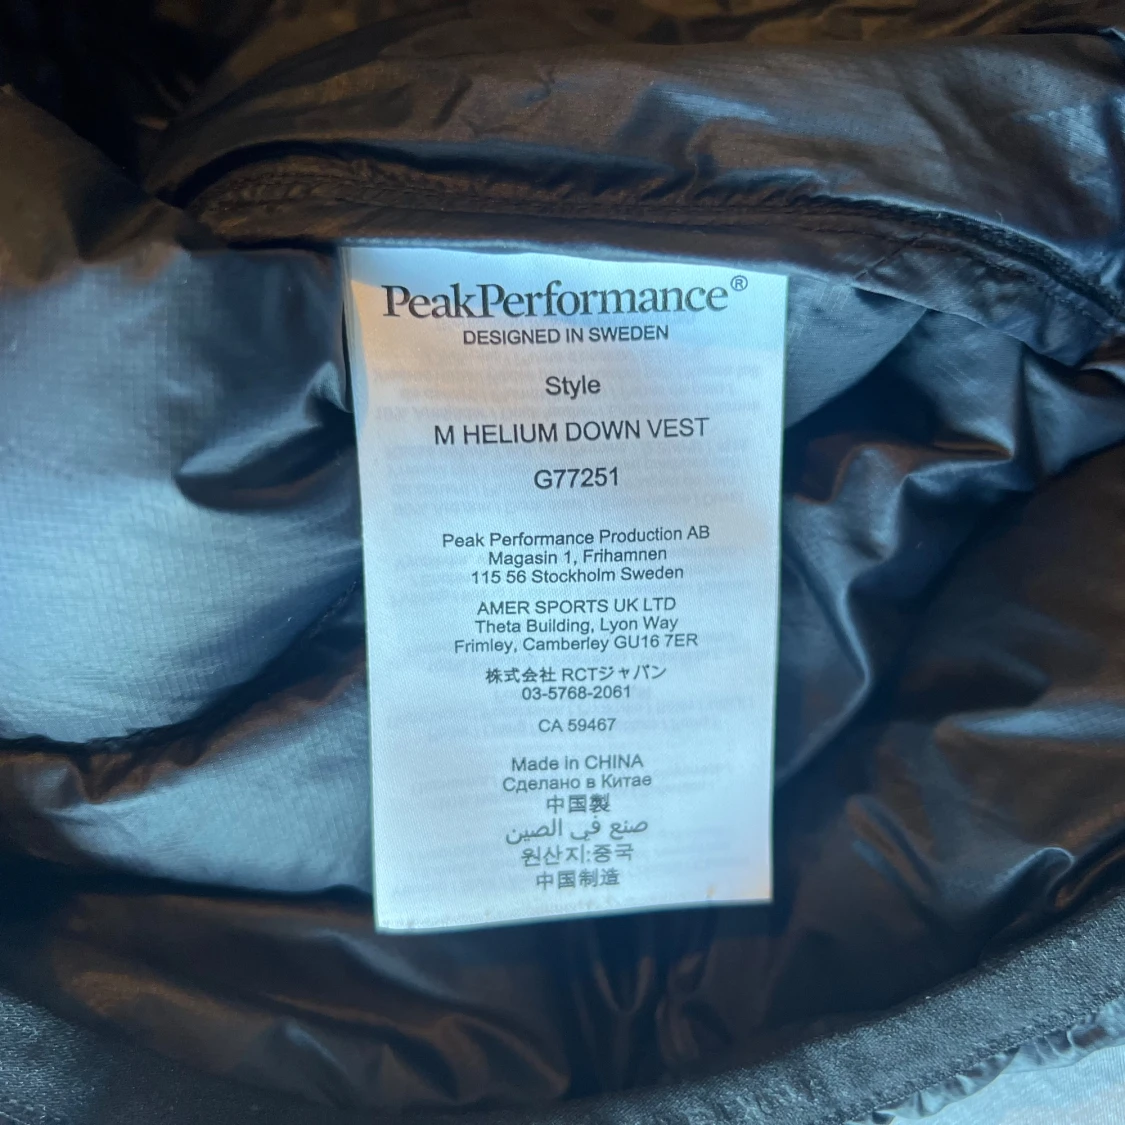 PeakPerformance®
DESIGNED IN SWEDEN
Style
M HELIUM DOWN VEST
G77251
Peak Performance Production AB
Magasin 1, Frihamnen
115 56 Stockholm Sweden
AMER SPORTS UK LTD
Theta Building, Lyon Way
Frimley, Camberley GU16 7ER
株式会社 RCTジャパン
03-5768-2061
CA 59467
Made in CHINA
Сделано в Китае
中国製
صنع في الصين
원산지:중국
中国制造